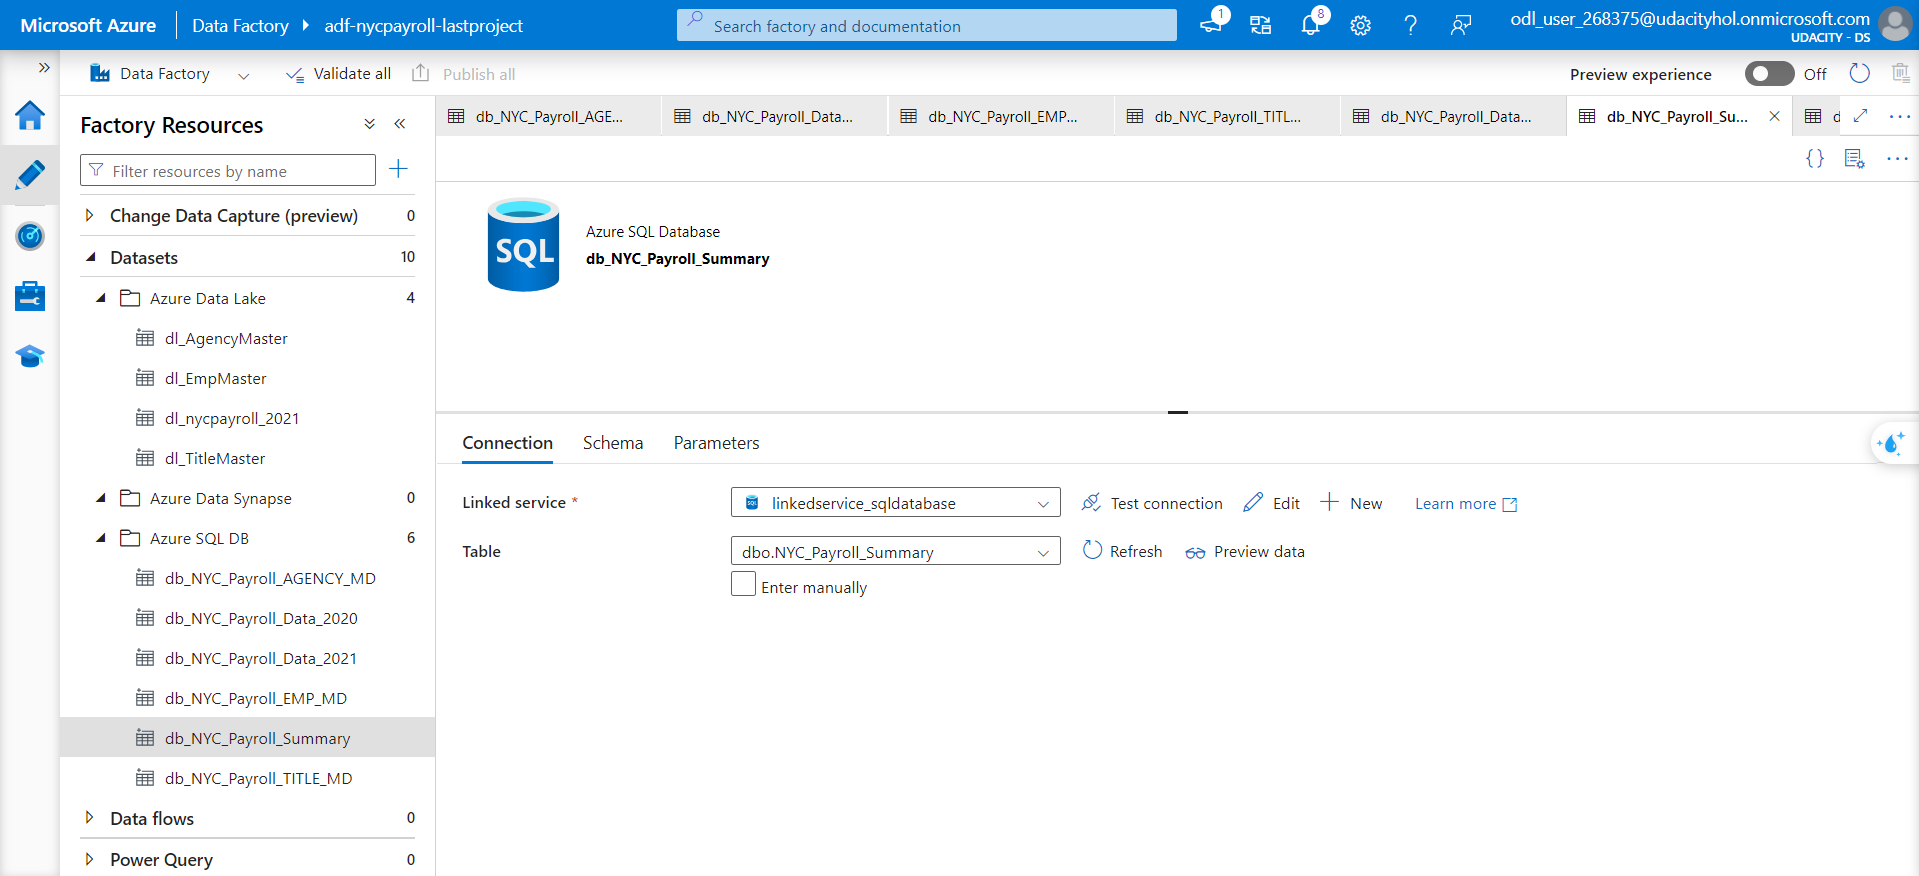 Microsoft Azure
Data Factory
adf-nycpayroll-lastproject
Search factory and documentation
1
8
odl_user_268375@udacityhol.onmicrosoft.com
UDACITY - DS
Data Factory
Validate all
Publish all
Preview experience
Off
Factory Resources
Filter resources by name
Change Data Capture (preview) 0
Datasets 10
Azure Data Lake 4
dl_AgencyMaster
dl_EmpMaster
dl_nycpayroll_2021
dl_TitleMaster
Azure Data Synapse 0
Azure SQL DB 6
db_NYC_Payroll_AGENCY_MD
db_NYC_Payroll_Data_2020
db_NYC_Payroll_Data_2021
db_NYC_Payroll_EMP_MD
db_NYC_Payroll_Summary
db_NYC_Payroll_TITLE_MD
Data flows 0
Power Query 0
db_NYC_Payroll_AGE...
db_NYC_Payroll_Data...
db_NYC_Payroll_EMP...
db_NYC_Payroll_TITL...
db_NYC_Payroll_Data...
db_NYC_Payroll_Su...
SQL
Azure SQL Database
db_NYC_Payroll_Summary
Connection
Schema
Parameters
Linked service *
linkedservice_sqldatabase
Test connection
Edit
New
Learn more
Table
dbo.NYC_Payroll_Summary
Refresh
Preview data
Enter manually